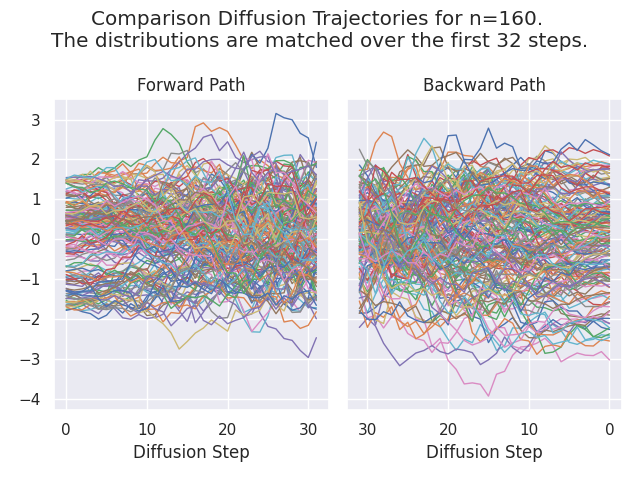 Comparison Diffusion Trajectories for n=160.
The distributions are matched over the first 32 steps.
Forward Path
Backward Path
3
2
1
0
−1
−2
−3
−4
0 10 20 30
30 20 10 0
Diffusion Step
Diffusion Step